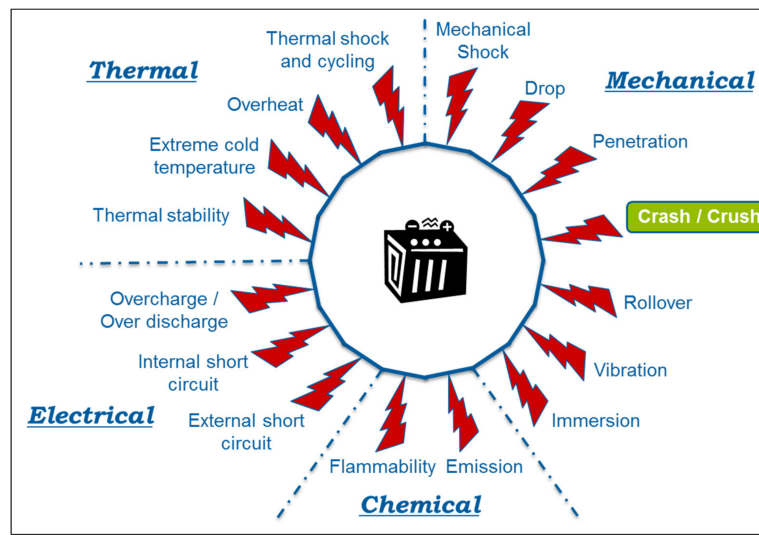 Thermal
Thermal shock
and cycling
Overheat
Extreme cold
temperature
Thermal stability
Mechanical
Mechanical
Shock
Drop
Penetration
Crash / Crush
Rollover
Vibration
Immersion
Electrical
Overcharge /
Over discharge
Internal short
circuit
External short
circuit
Chemical
Flammability
Emission